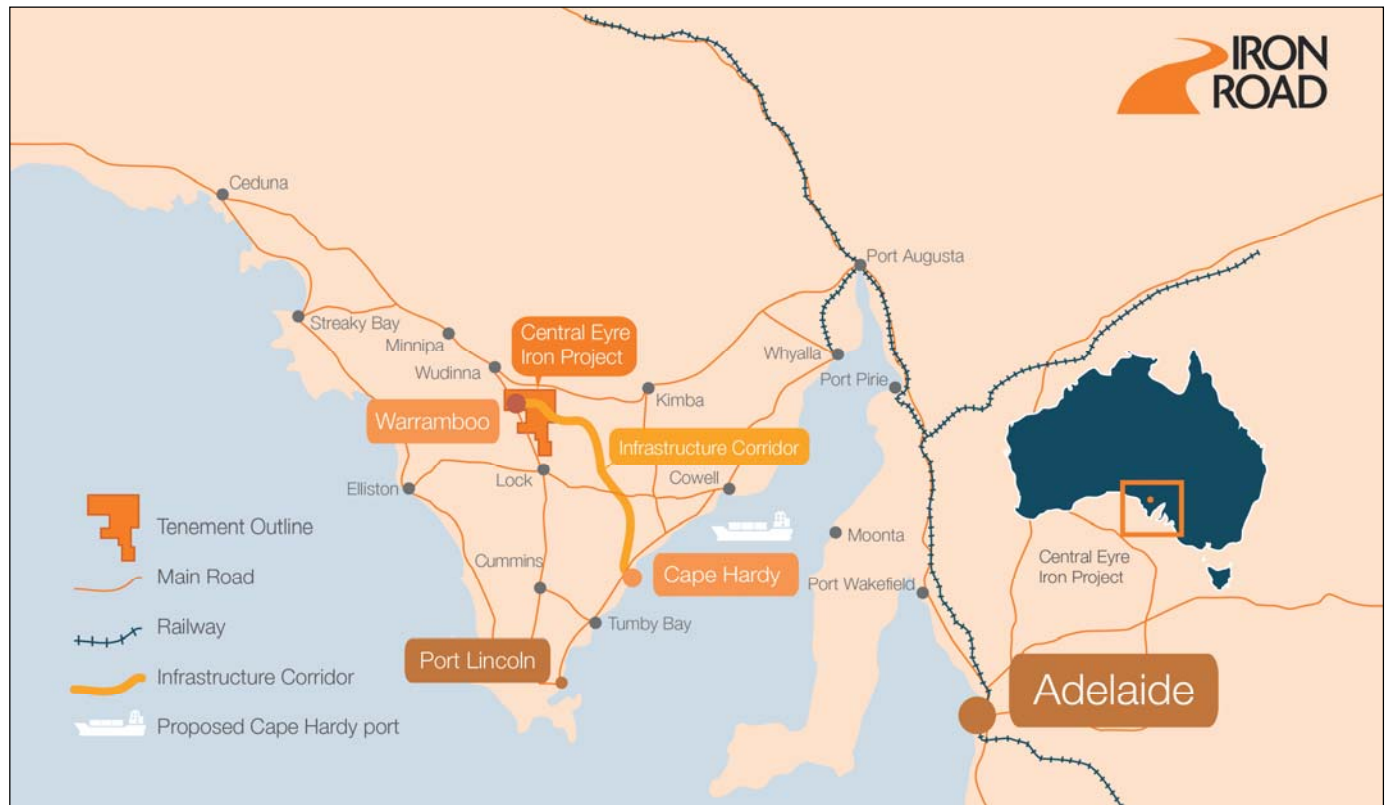 IRON
ROAD
Ceduna
Port Augusta
Streaky Bay
Central Eyre
Iron Project
Minnipa
Whyalla
Wudinna
Port Pirie
Kimba
Warramboo
Infrastructure Corridor
Lock
Cowell
Elliston
Tenement Outline
Moonta
Central Eyre
Iron Project
Cummins
Main Road
Cape Hardy
Port Wakefield
Tumby Bay
Railway
Port Lincoln
Infrastructure Corridor
Adelaide
Proposed Cape Hardy port